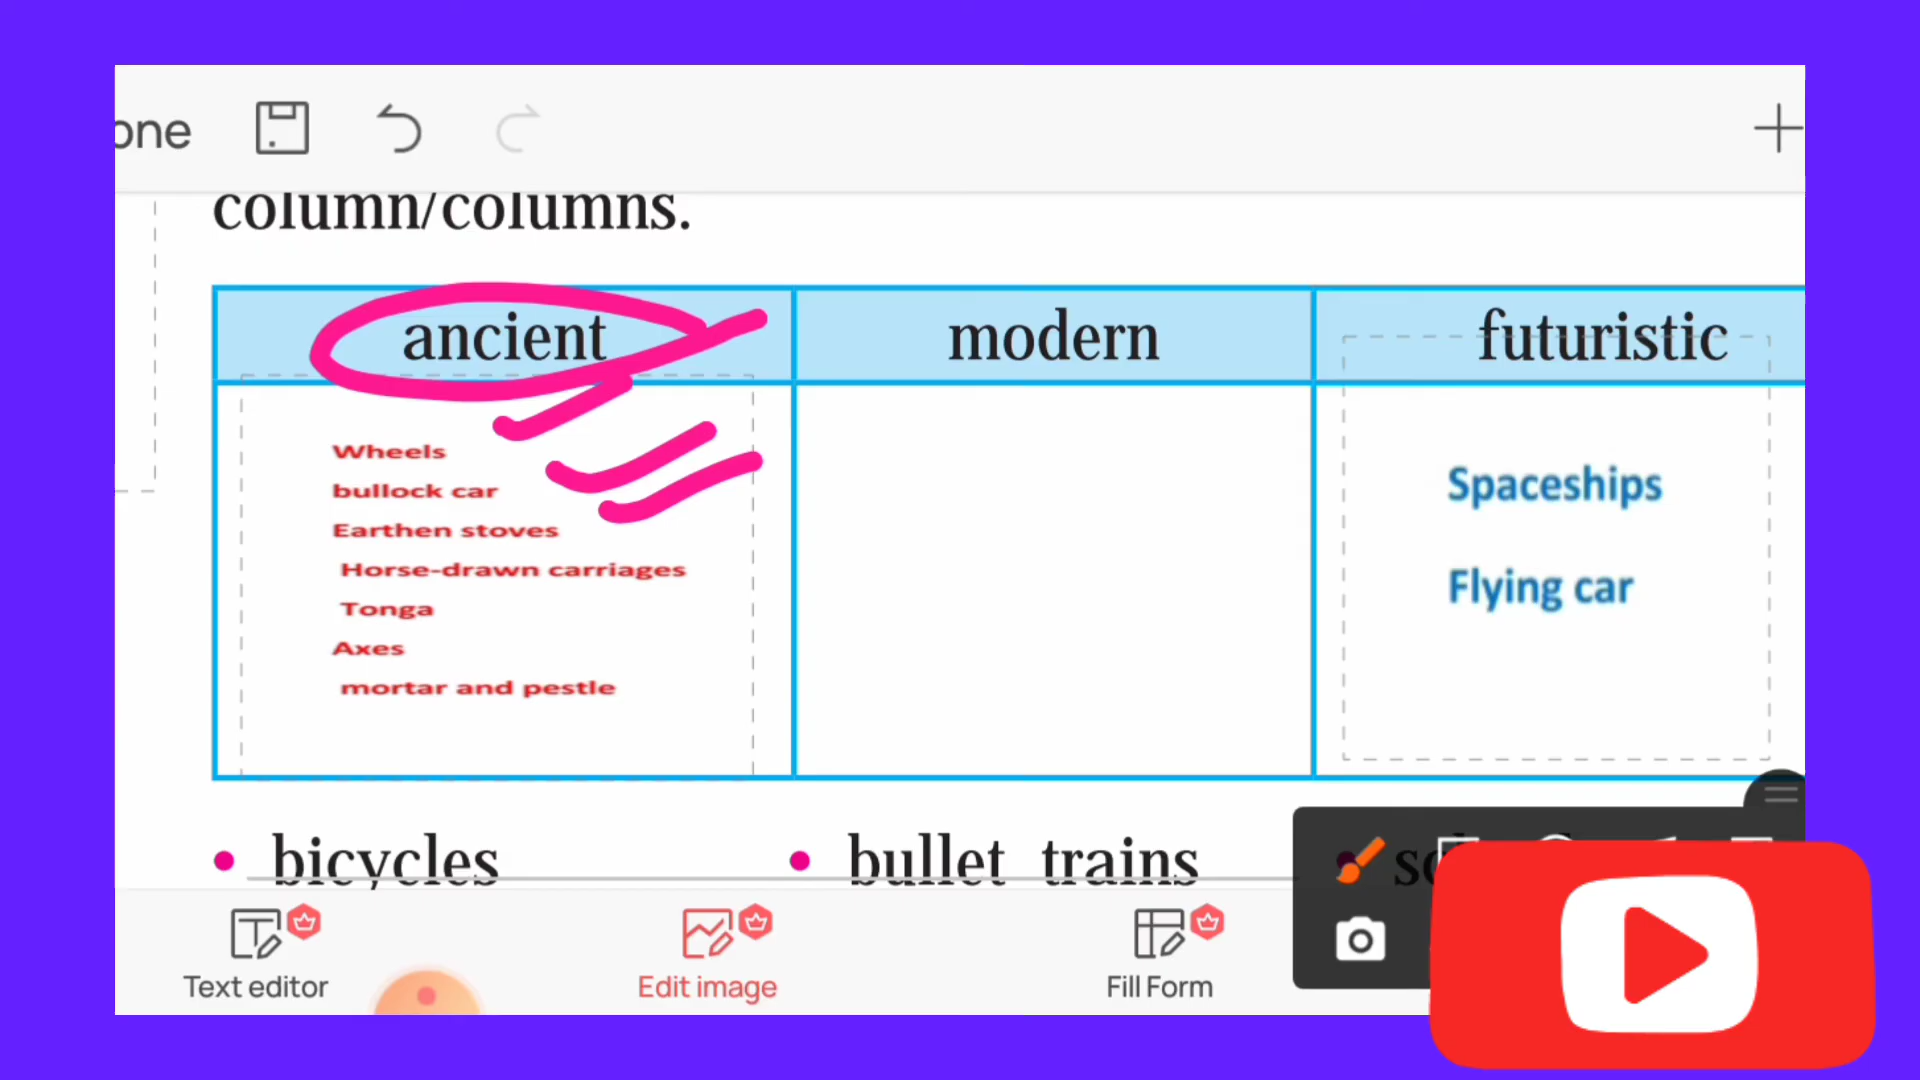 one
column/columns.
ancient modern futuristic
Wheels
bullock car
Earthen stoves
Horse-drawn carriages
Tonga
Axes
mortar and pestle
Spaceships
Flying car
• bicycles • bullet trains
Text editor Edit image Fill Form